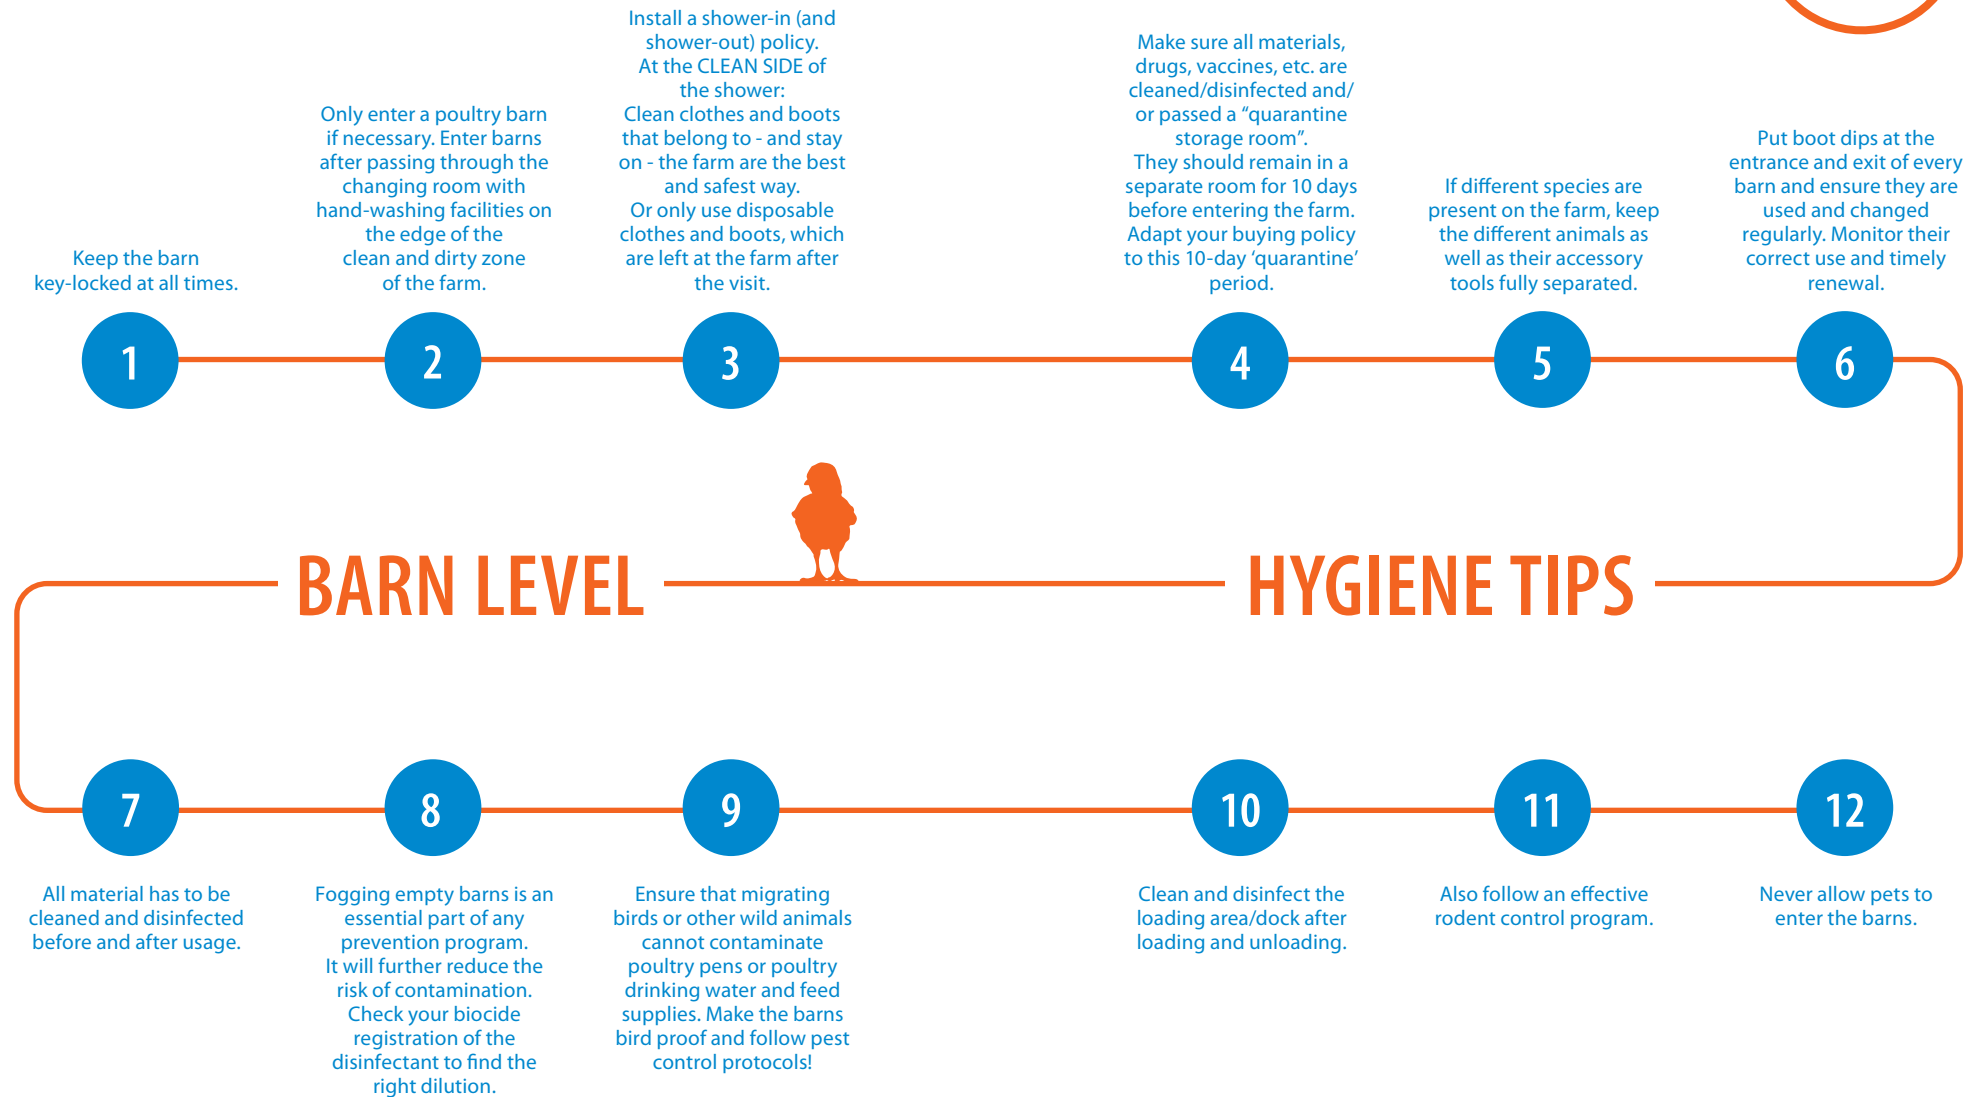 Keep the barn
key-locked at all times.
1
Only enter a poultry barn
if necessary. Enter barns
after passing through the
changing room with
hand-washing facilities on
the edge of the
clean and dirty zone
of the farm.
2
Install a shower-in (and
shower-out) policy.
At the CLEAN SIDE of
the shower:
Clean clothes and boots
that belong to - and stay
on - the farm are the best
and safest way.
Or only use disposable
clothes and boots, which
are left at the farm after
the visit.
3
Make sure all materials,
drugs, vaccines, etc. are
cleaned/disinfected and/
or passed a “quarantine
storage room”.
They should remain in a
separate room for 10 days
before entering the farm.
Adapt your buying policy
to this 10-day ‘quarantine’
period.
4
If different species are
present on the farm, keep
the different animals as
well as their accessory
tools fully separated.
5
Put boot dips at the
entrance and exit of every
barn and ensure they are
used and changed
regularly. Monitor their
correct use and timely
renewal.
6
BARN LEVEL HYGIENE TIPS
7
All material has to be
cleaned and disinfected
before and after usage.
8
Fogging empty barns is an
essential part of any
prevention program.
It will further reduce the
risk of contamination.
Check your biocide
registration of the
disinfectant to find the
right dilution.
9
Ensure that migrating
birds or other wild animals
cannot contaminate
poultry pens or poultry
drinking water and feed
supplies. Make the barns
bird proof and follow pest
control protocols!
10
Clean and disinfect the
loading area/dock after
loading and unloading.
11
Also follow an effective
rodent control program.
12
Never allow pets to
enter the barns.